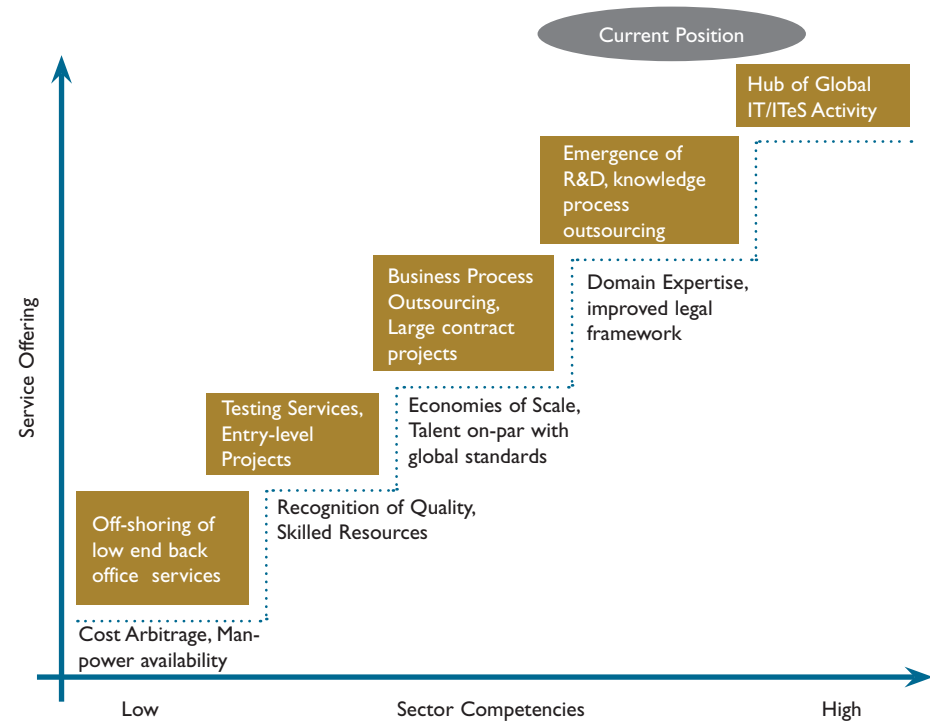 Current Position
Hub of Global
IT/ITeS Activity
Emergence of
R&D, knowledge
process
outsourcing
Domain Expertise,
improved legal
framework
Business Process
Outsourcing,
Large contract
projects
Economies of Scale,
Talent on-par with
global standards
Testing Services,
Entry-level
Projects
Recognition of Quality,
Skilled Resources
Off-shoring of
low end back
office services
Cost Arbitrage, Man-
power availability
Service Offering
Low
Sector Competencies
High